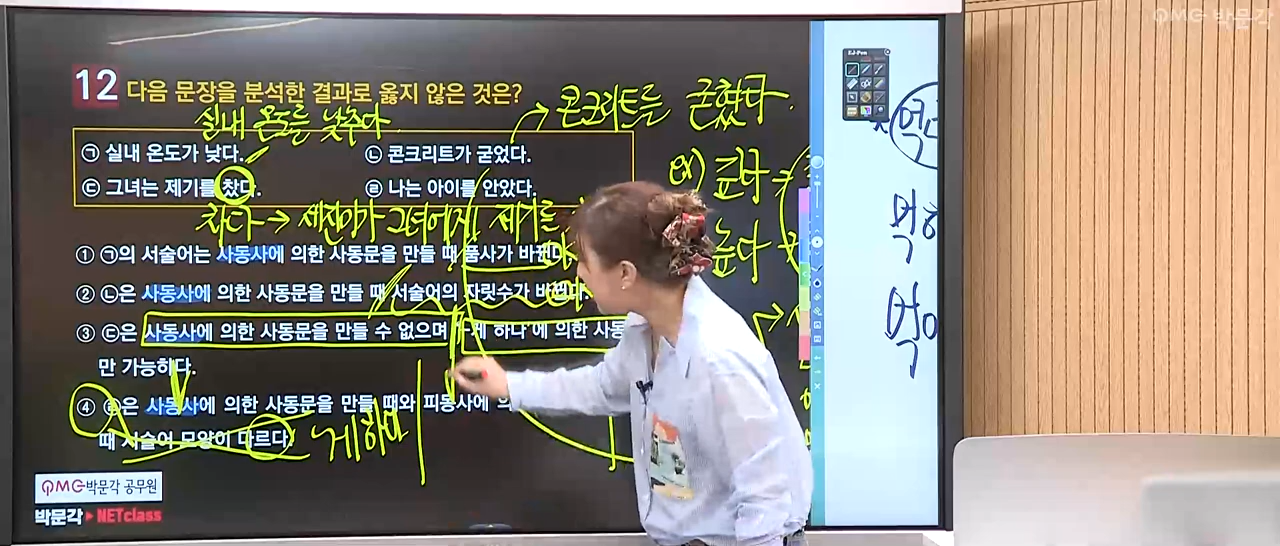 QMG 박문각
12 다음 문장을 분석한 결과로 옳지 않은 것은?
실내 온도를 낮추다.
콘크리트를 굳혔다.
㉠ 실내 온도가 낮다.
㉡ 콘크리트가 굳었다.
㉢ 그녀는 제기를 찼다.
㉣ 나는 아이를 안았다.
차다 → 그녀에게 제기를
높다
① ㉠의 서술어는 사동사에 의한 사동문을 만들 때 품사가 바뀐다.
② ㉡은 사동사에 의한 사동문을 만들 때 서술어의 자릿수가 바뀐다.
③ ㉢은 사동사에 의한 사동문을 만들 수 없으며 '-게 하다'에 의한 사동
만 가능하다.
④ ㉣은 사동사에 의한 사동문을 만들 때와 피동사에 의
때 서술어 모양이 다르다.
게하다
QMG 박문각 공무원
박문각 ▶ NETclass
EJ-Pen
먹
먹